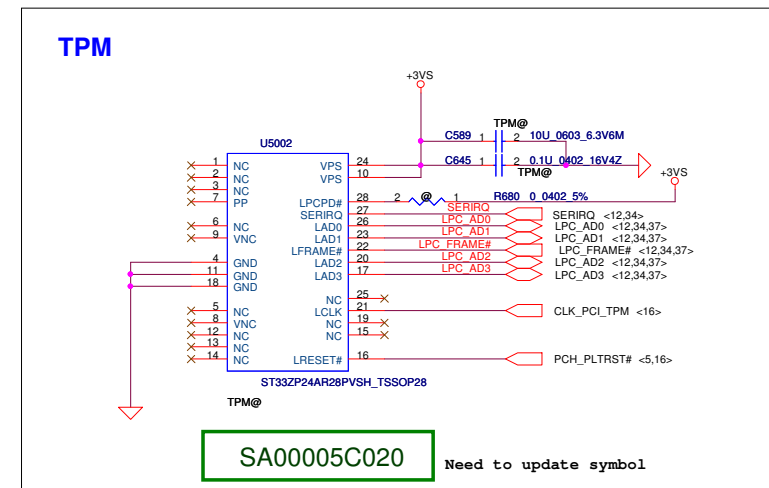 TPM
+3VS
TPM@
C589 1 2 10U_0603_6.3V6M
U5002
C645 1 2 0.1U_0402_16V4Z
TPM@
+3VS
1 NC VPS 24
2 NC VPS 10
3 NC
7 PP LPCPD# 28 2 @ 1 R680 0_0402_5%
SERIRQ 27 SERIRQ SERIRQ <12,34>
6 NC LAD0 26 LPC_AD0 LPC_AD0 <12,34,37>
9 VNC LAD1 23 LPC_AD1 LPC_AD1 <12,34,37>
LFRAME# 22 LPC_FRAME# LPC_FRAME# <12,34,37>
4 GND LAD2 20 LPC_AD2 LPC_AD2 <12,34,37>
11 GND LAD3 17 LPC_AD3 LPC_AD3 <12,34,37>
18 GND
NC 25
5 NC LCLK 21 CLK_PCI_TPM <16>
8 VNC NC 19
12 NC NC 15
13 NC
14 NC LRESET# 16 PCH_PLTRST# <5,16>
ST33ZP24AR28PVSH_TSSOP28
TPM@
SA00005C020
Need to update symbol